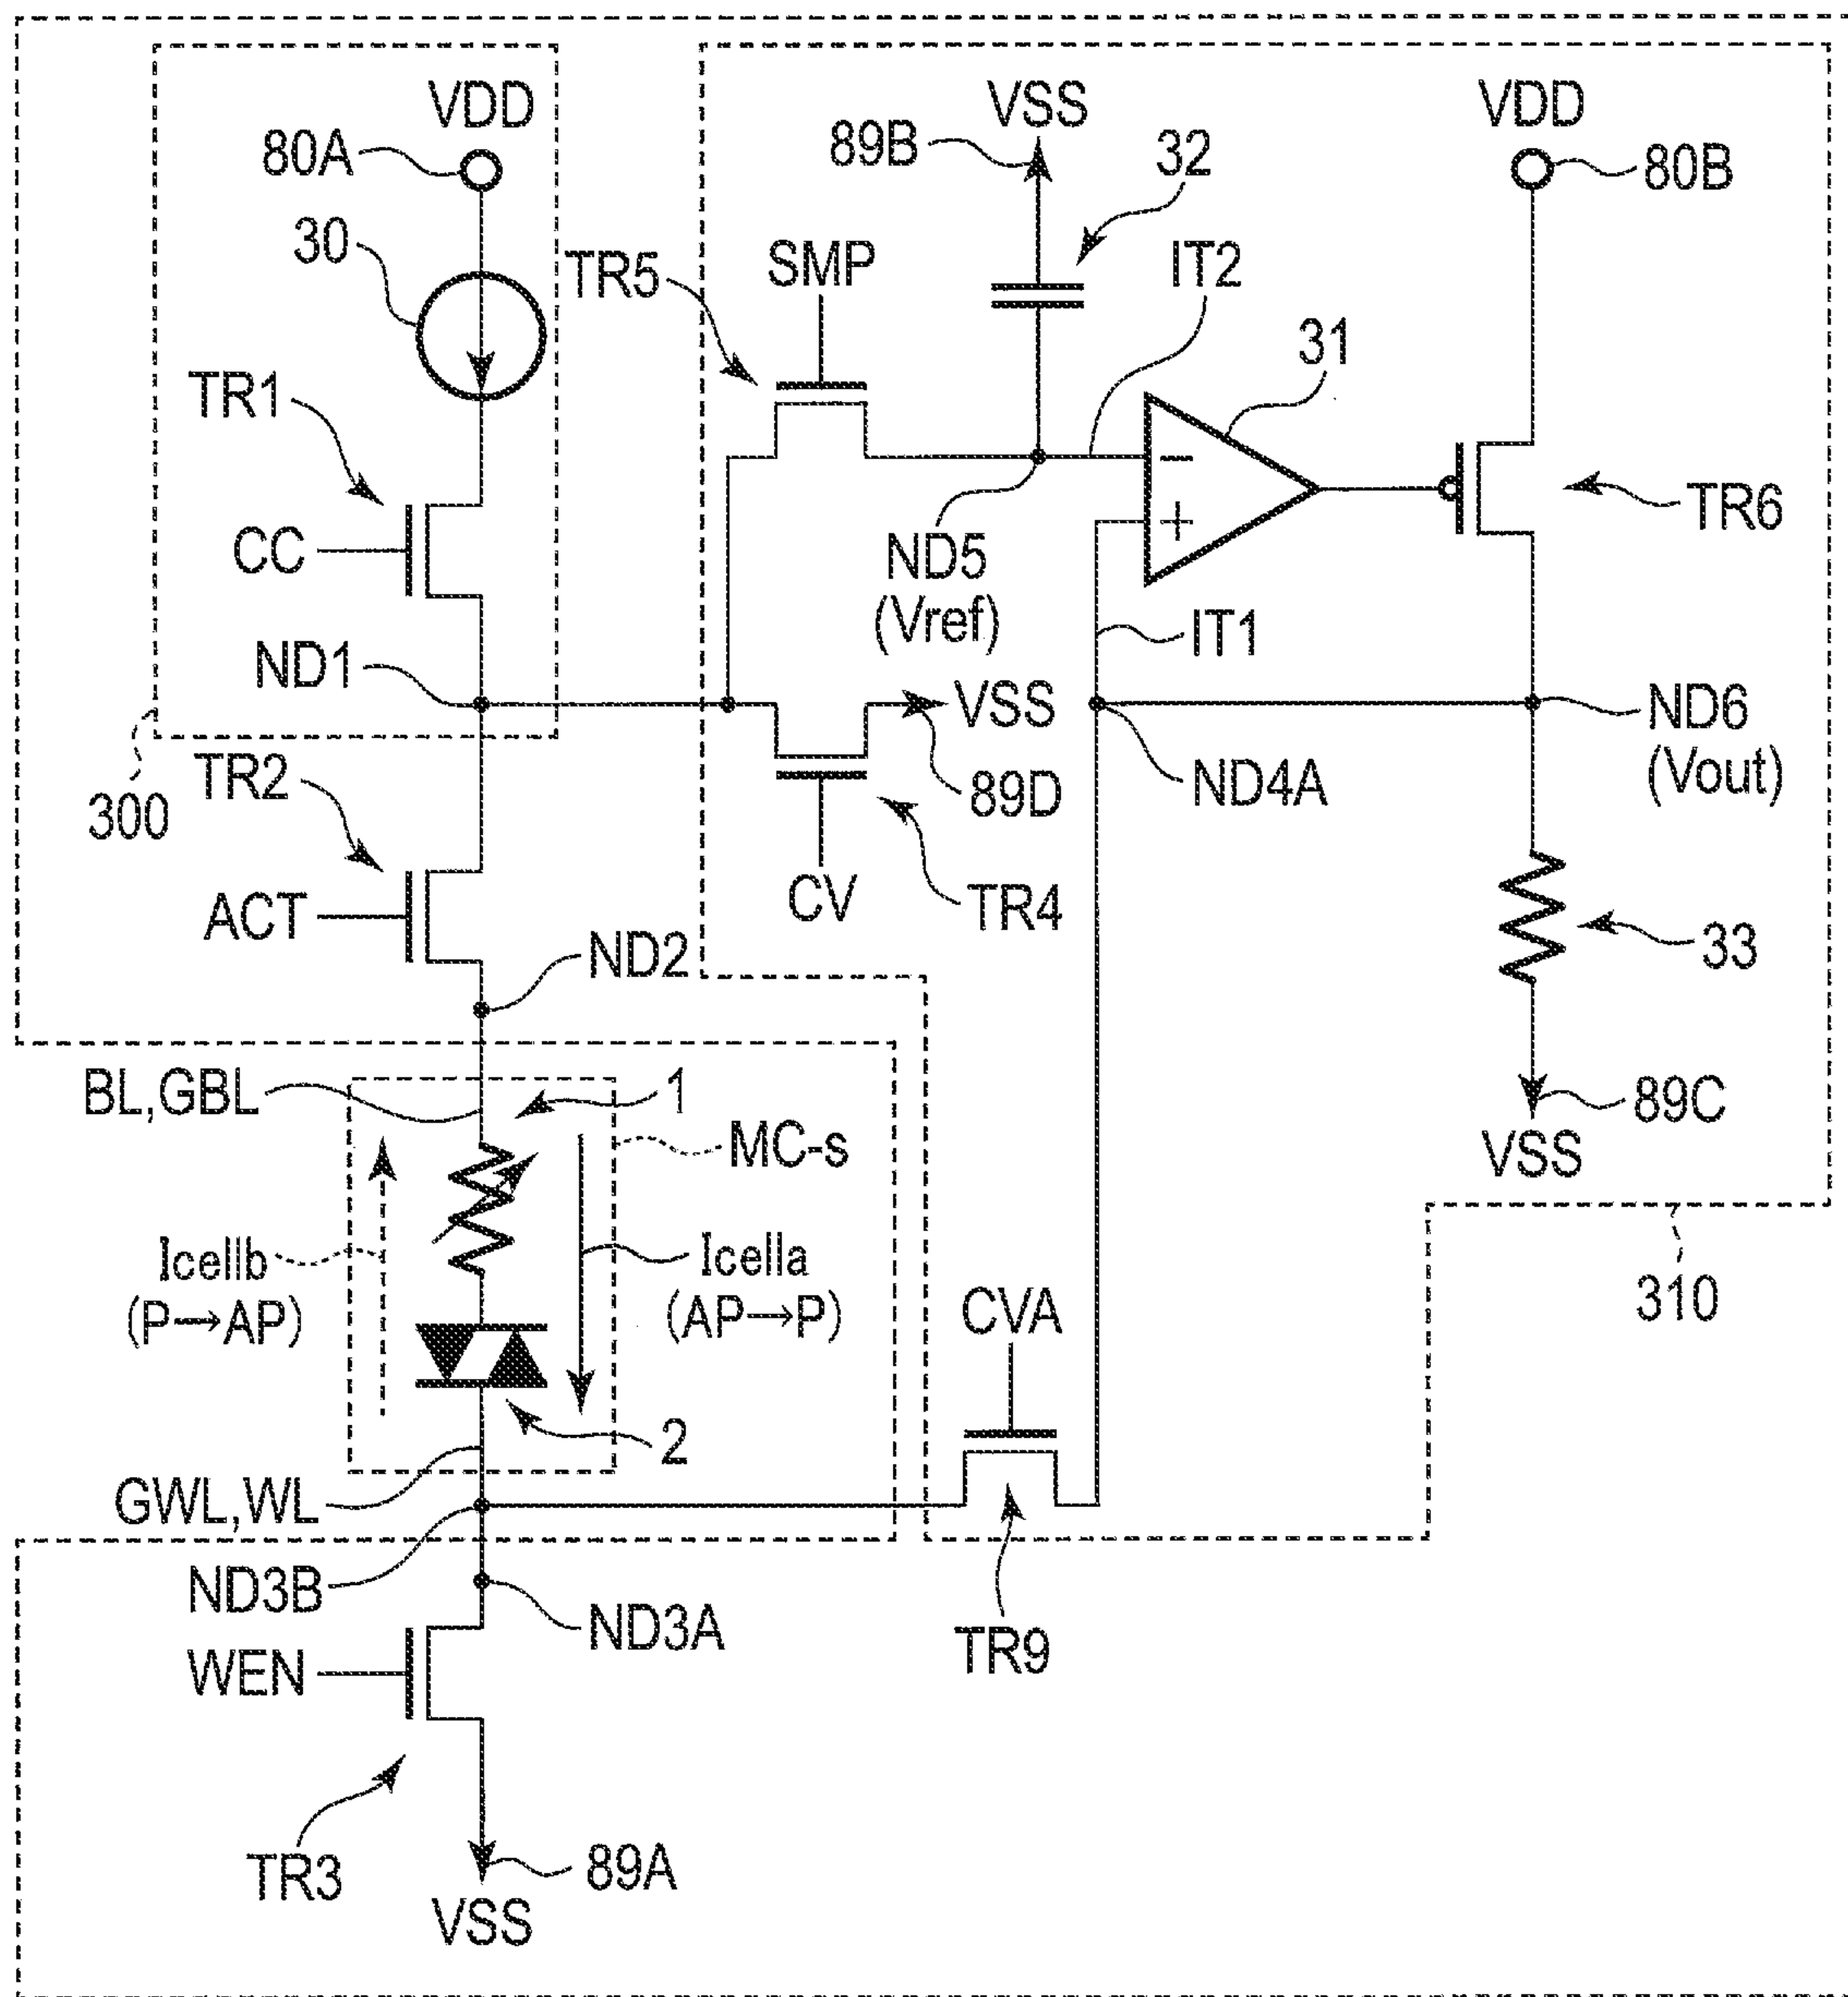 VDD
80A
30
TR1
CC
ND1
300
TR2
ACT
ND2
VSS
89B
32
VDD
80B
TR5
SMP
IT2
31
TR6
ND5
(Vref)
IT1
VSS
89D
ND4A
ND6
(Vout)
CV
TR4
33
89C
VSS
310
BL,GBL
1
MC-s
Icellb
(P→AP)
Icella
(AP→P)
2
CVA
GWL,WL
ND3B
ND3A
TR9
WEN
TR3
89A
VSS
-
+